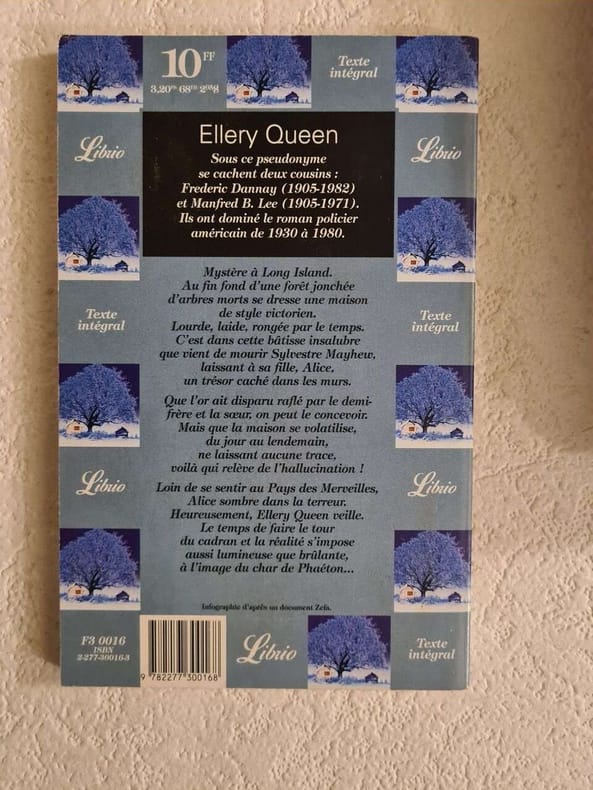 10 FF
3,20 CHF 68 FB 2 US$
Texte
intégral
Librio
Librio
Ellery Queen
Sous ce pseudonyme
se cachent deux cousins :
Frederic Dannay (1905-1982)
et Manfred B. Lee (1905-1971).
Ils ont dominé le roman policier
américain de 1930 à 1980.
Mystère à Long Island.
Au fin fond d'une forêt jonchée
d'arbres morts se dresse une maison
de style victorien.
Lourde, laide, rongée par le temps.
C'est dans cette bâtisse insalubre
que vient de mourir Sylvestre Mayhew,
laissant à sa fille, Alice,
un trésor caché dans les murs.
Texte
intégral
Texte
intégral
Que l'or ait disparu raflé par le demi-
frère et la sœur, on peut le concevoir.
Mais que la maison se volatilise,
du jour au lendemain,
ne laissant aucune trace,
voilà qui relève de l'hallucination !
Librio
Librio
Loin de se sentir au Pays des Merveilles,
Alice sombre dans la terreur.
Heureusement, Ellery Queen veille.
Le temps de faire le tour
du cadran et la réalité s'impose
aussi lumineuse que brûlante,
à l'image du char de Phaéton...
Infographie d'après un document Zefa.
F3 0016
ISBN
2-277-30016-3
9 782277 300168
Librio
Texte
intégral